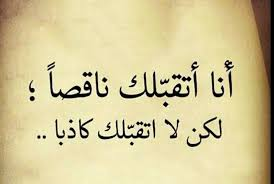 أنا أتقبّلك ناقصاً ؛
لكن لا اتقبّلك كاذبا ..